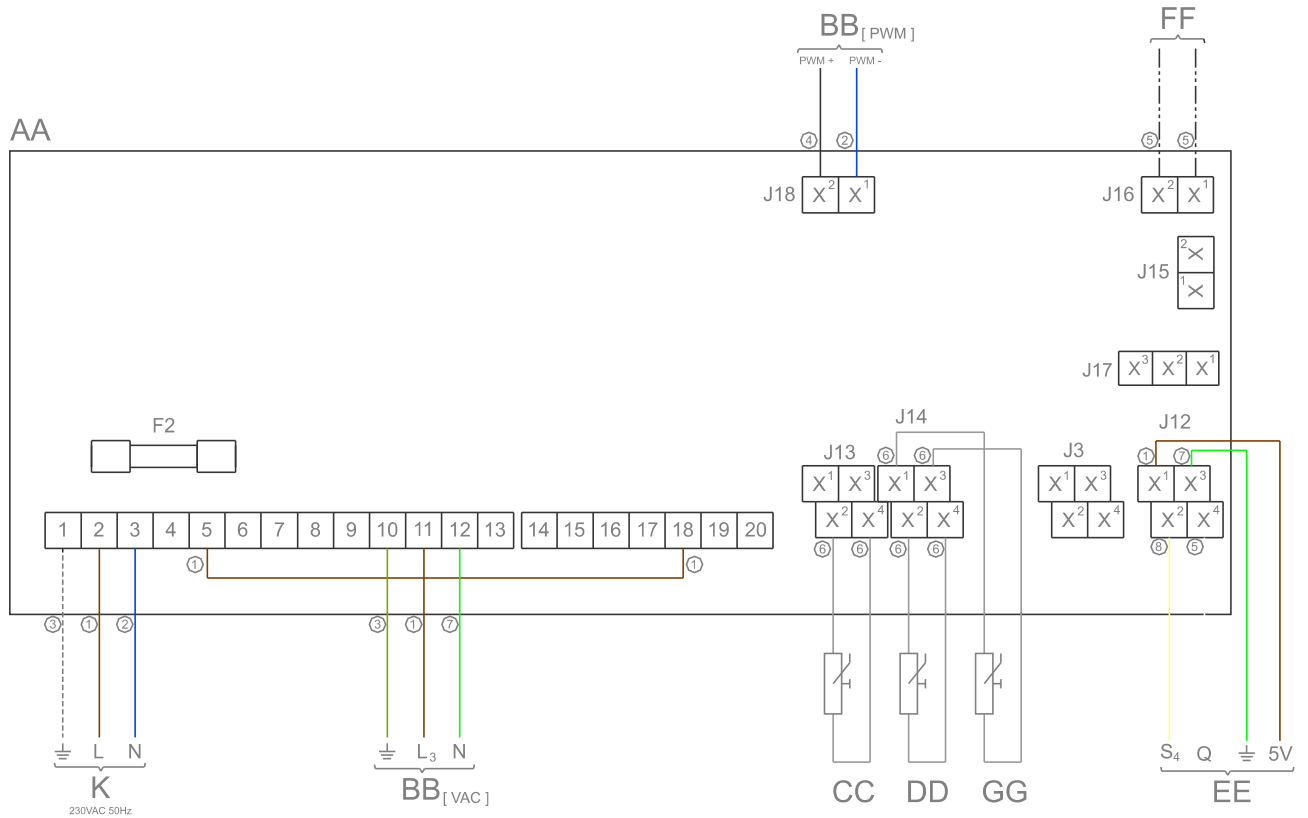 BB [ PWM ]
FF
PWM + PWM -
AA
4 2 5 5
J18 X2 X1
J16 X2 X1
J15 2 X
1 X
J17 X3 X2 X1
F2
J14
J12
J13
J3
6 6 1 7
X1 X3 X1 X3 X1 X3 X1 X3
X2 X4 X2 X4 X2 X4 X2 X4
1 2 3 4 5 6 7 8 9 10 11 12 13 14 15 16 17 18 19 20
6 6 6 6 8 5
1 1
3 1 2 3 1 7
L N L3 N S4 Q 5V
K
230VAC 50Hz
BB [ VAC ]
CC DD GG EE